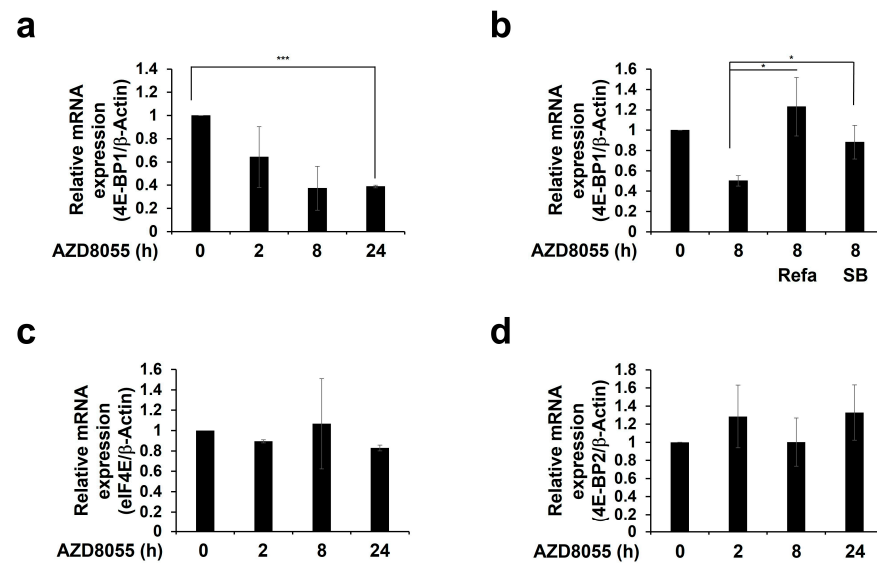 a
Relative mRNA
expression
(4E-BP1/β-Actin)
1.4
1.2
1
0.8
0.6
0.4
0.2
0
***
AZD8055 (h) 0 2 8 24
b
Relative mRNA
expression
(4E-BP1/β-Actin)
1.6
1.4
1.2
1
0.8
0.6
0.4
0.2
0
*
*
AZD8055 (h) 0 8 8 8
Refa SB
c
Relative mRNA
expression
(eIF4E/β-Actin)
1.6
1.4
1.2
1
0.8
0.6
0.4
0.2
0
AZD8055 (h) 0 2 8 24
d
Relative mRNA
expression
(4E-BP2/β-Actin)
1.8
1.6
1.4
1.2
1
0.8
0.6
0.4
0.2
0
AZD8055 (h) 0 2 8 24